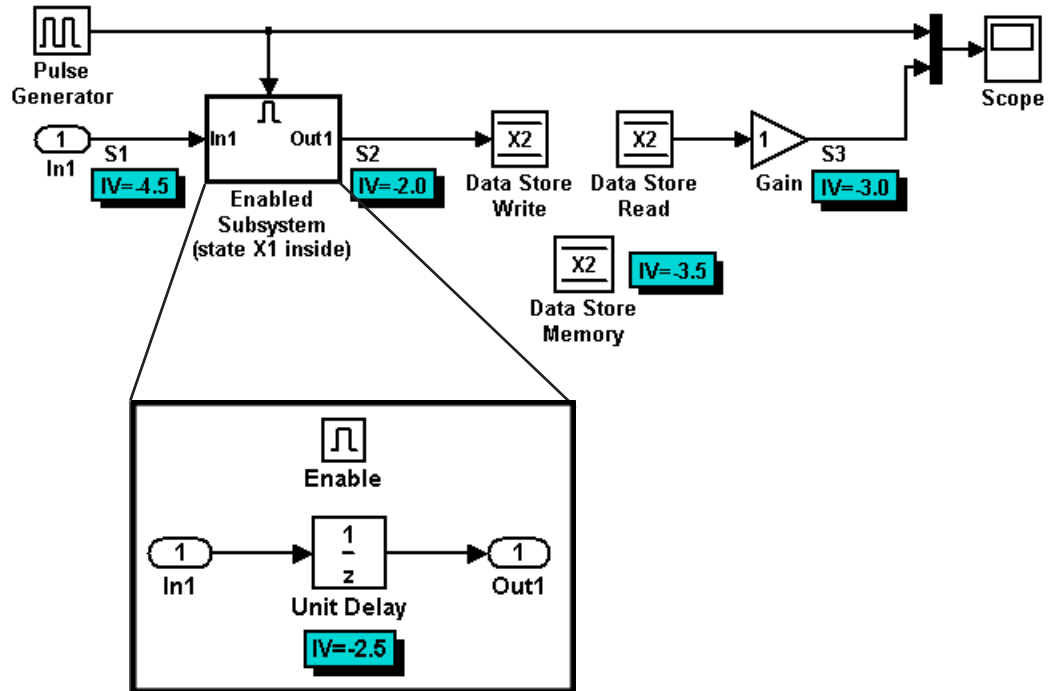 Pulse
Generator
1
In1
S1
IV=-4.5
In1
Out1
Enabled
Subsystem
(state X1 inside)
S2
IV=-2.0
X2
Data Store
Write
X2
Data Store
Read
1
Gain
S3
IV=-3.0
Scope
X2
Data Store
Memory
IV=-3.5
Enable
1
In1
1
z
Unit Delay
IV=-2.5
1
Out1